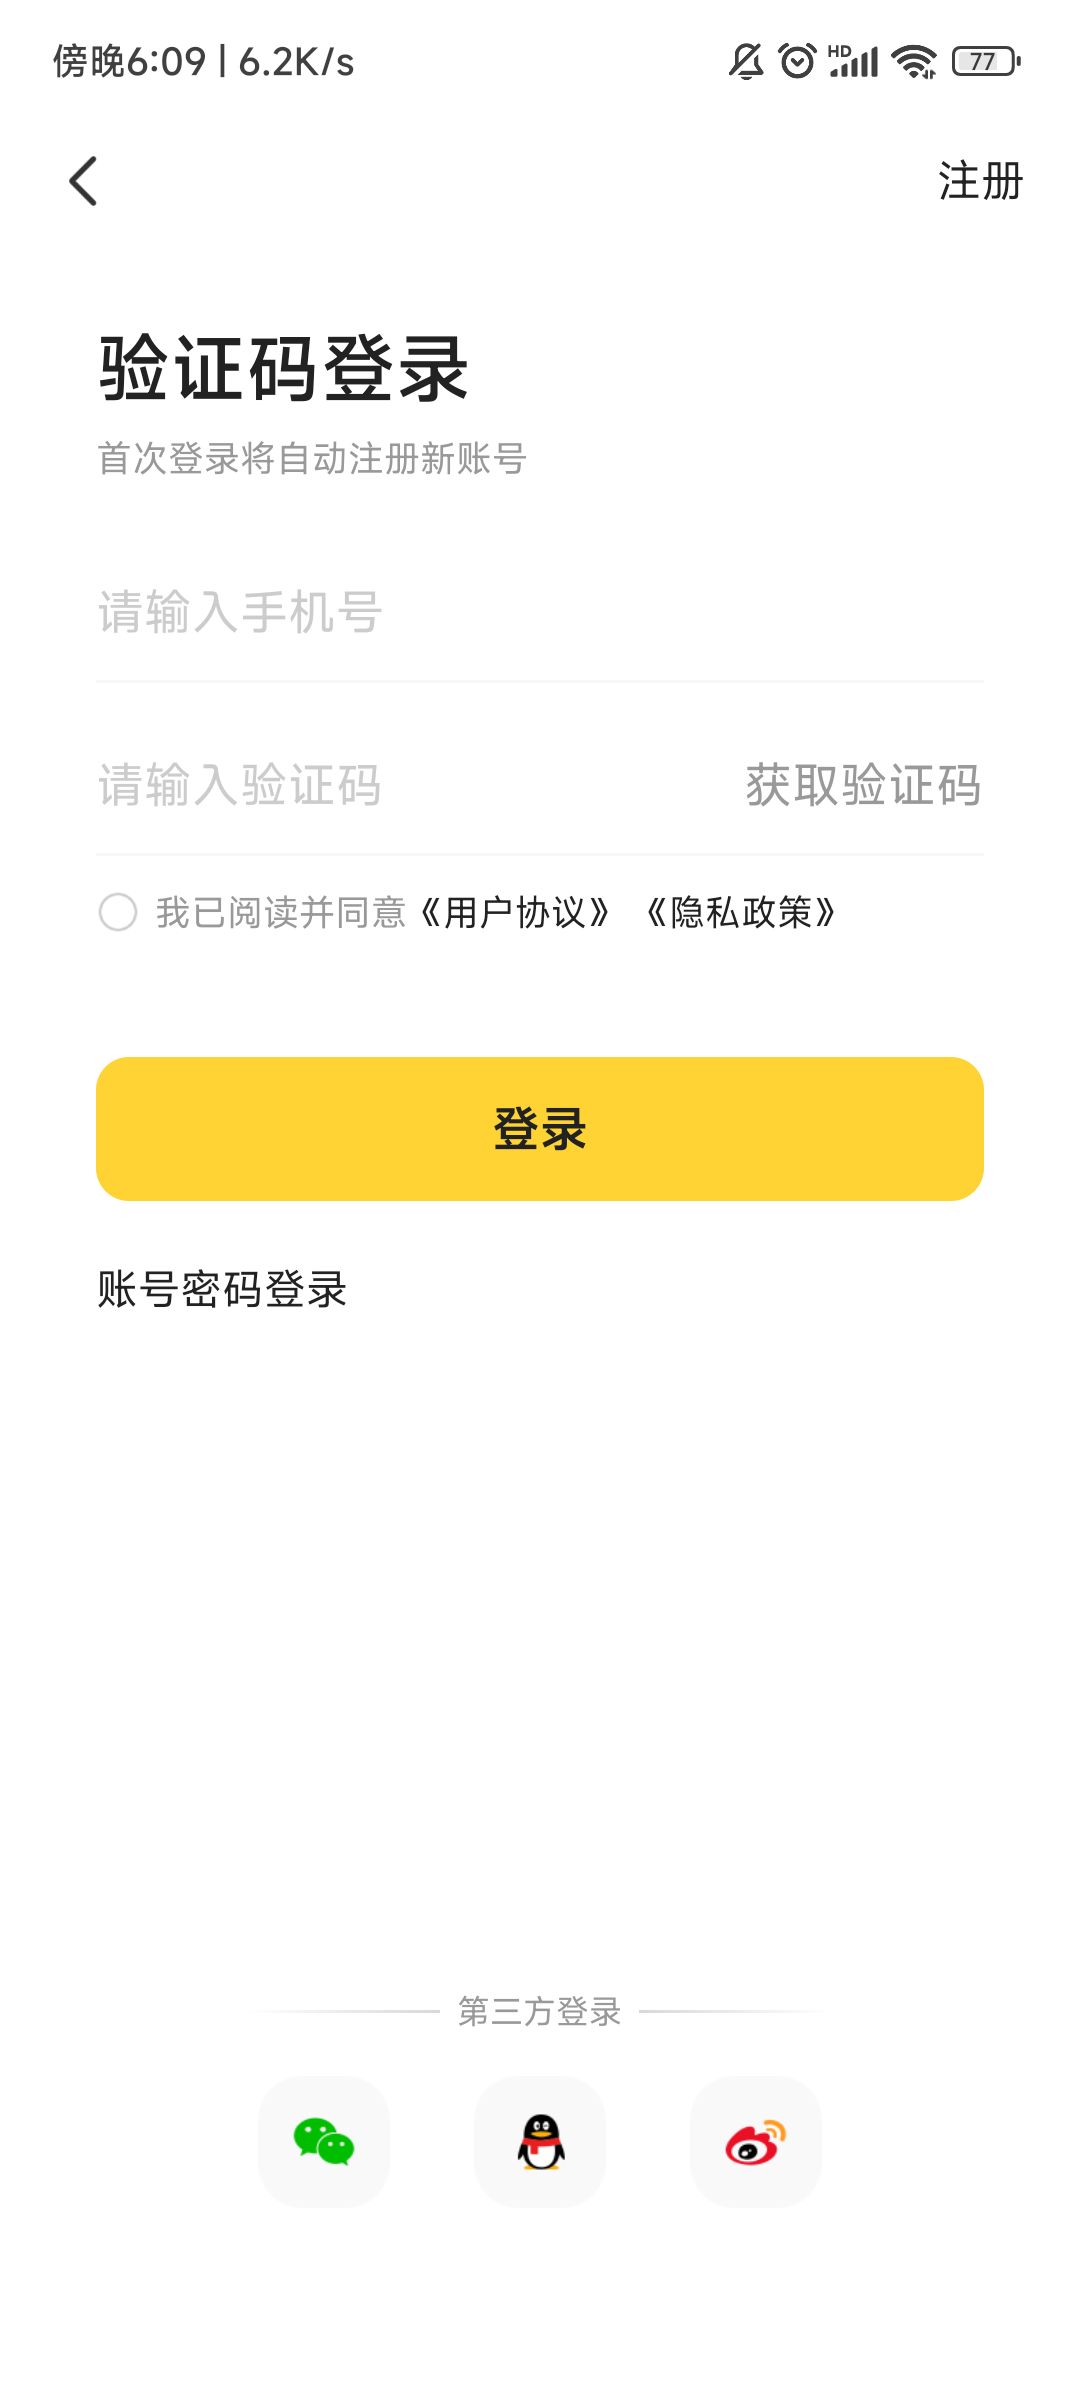 傍晚6:09 | 6.2K/s HD 77
注册
验证码登录
首次登录将自动注册新账号
请输入手机号
请输入验证码 获取验证码
我已阅读并同意《用户协议》 《隐私政策》
登录
账号密码登录
第三方登录